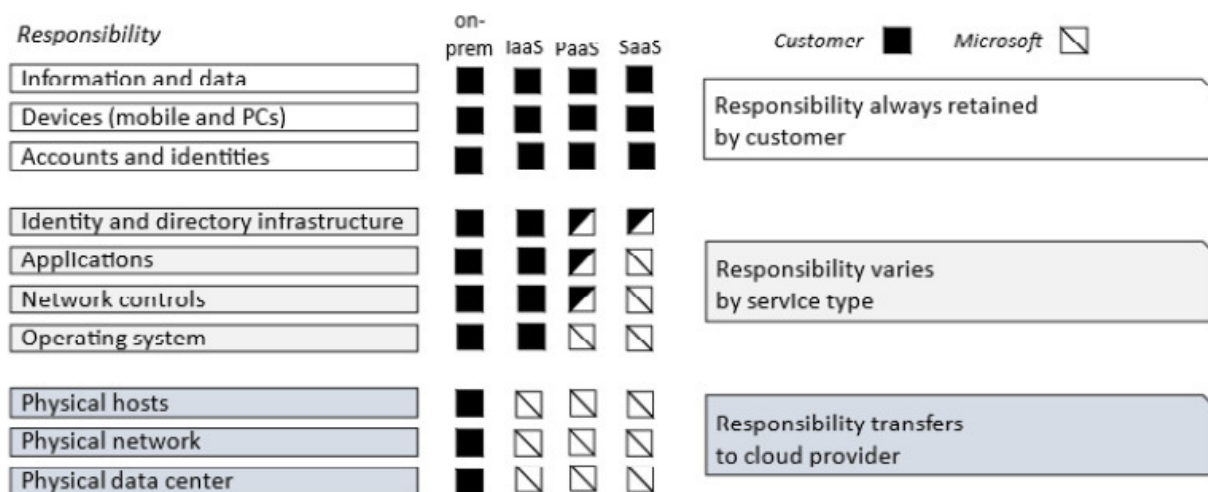 Responsibility
on-
prem IaaS PaaS SaaS
Customer Microsoft
Information and data
Devices (mobile and PCs)
Accounts and identities
Responsibility always retained
by customer
Identity and directory infrastructure
Applications
Network controls
Operating system
Responsibility varies
by service type
Physical hosts
Physical network
Physical data center
Responsibility transfers
to cloud provider